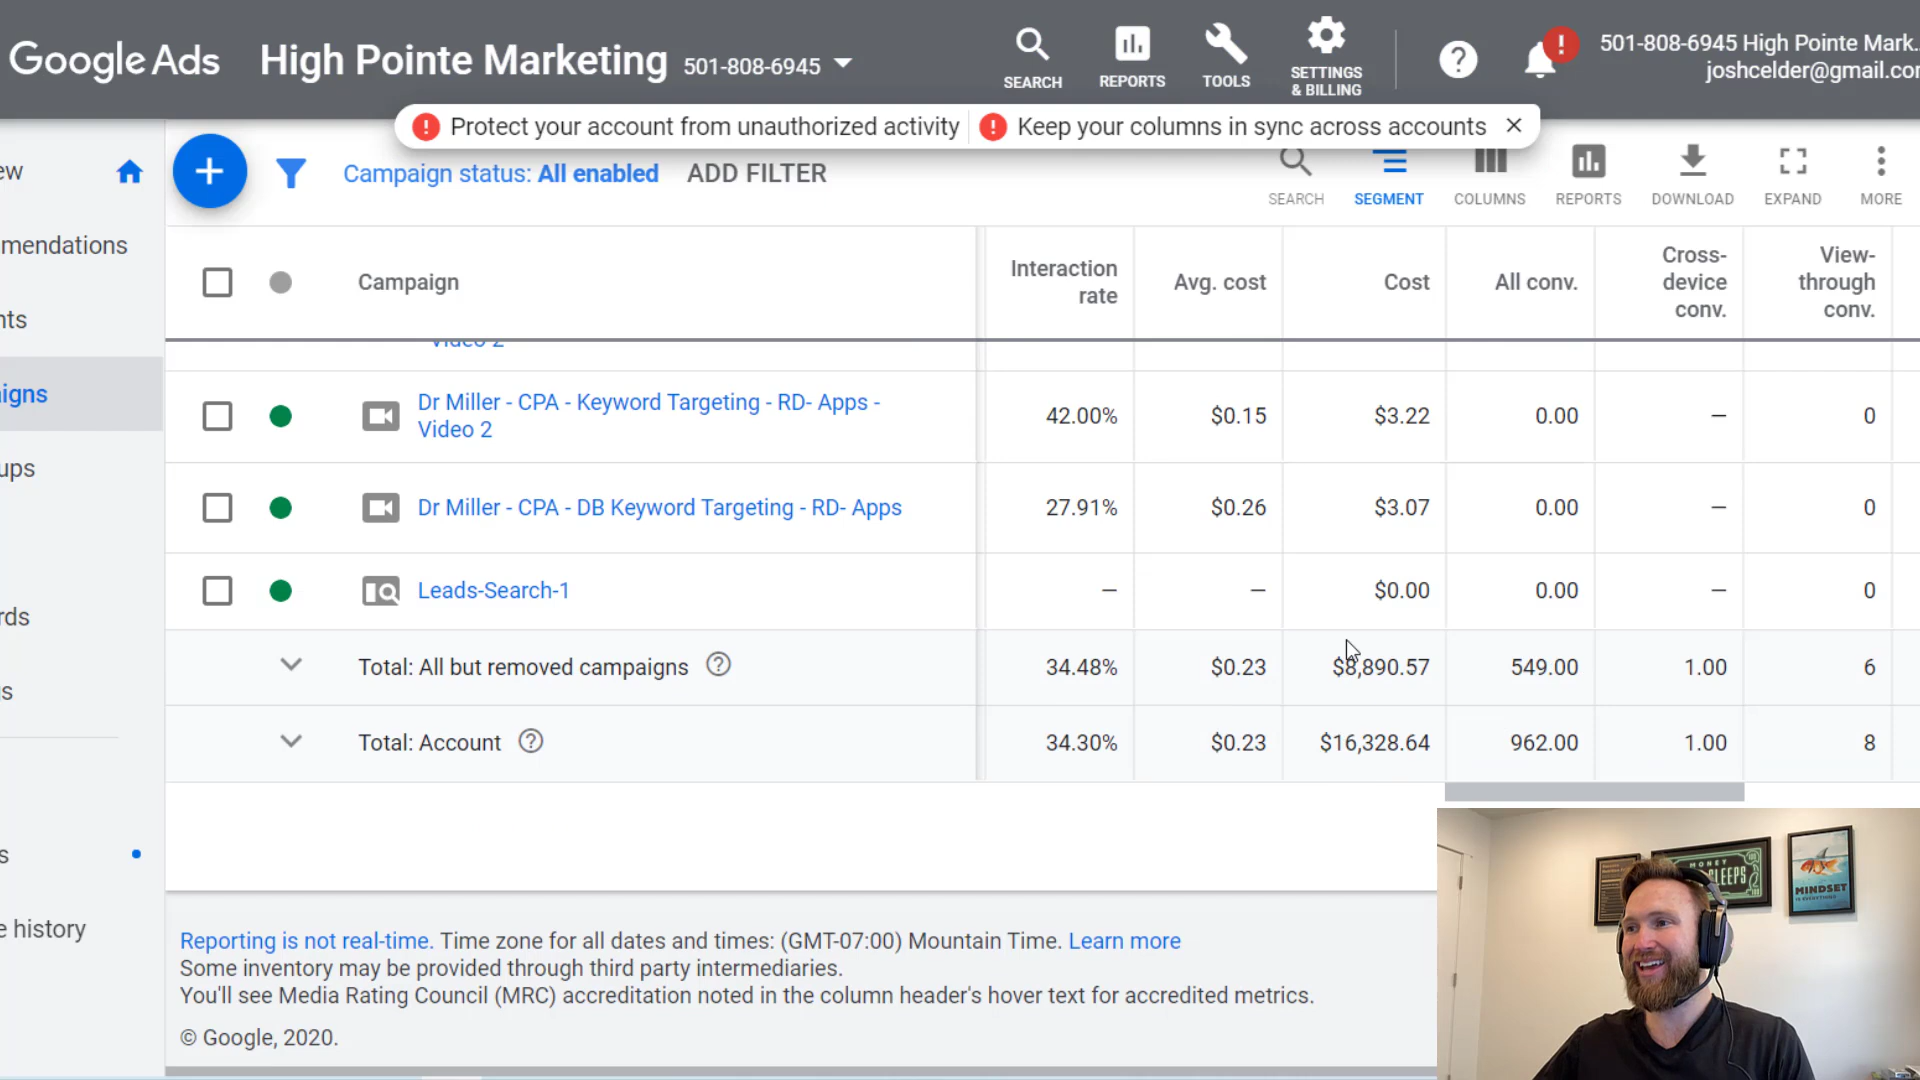 Google Ads High Pointe Marketing 501-808-6945
SEARCH
REPORTS
TOOLS
SETTINGS
& BILLING
501-808-6945 High Pointe Mark...
joshcelder@gmail.co
Protect your account from unauthorized activity
Keep your columns in sync across accounts
Campaign status: All enabled
ADD FILTER
SEARCH
SEGMENT
COLUMNS
REPORTS
DOWNLOAD
EXPAND
MORE
ew
mendations
nts
igns
ups
rds
gs
s
e history
Campaign
Interaction
rate
Avg. cost
Cost
All conv.
Cross-
device
conv.
View-
through
conv.
Video 2
Dr Miller - CPA - Keyword Targeting - RD- Apps -
Video 2
42.00% $0.15 $3.22 0.00 – 0
Dr Miller - CPA - DB Keyword Targeting - RD- Apps 27.91% $0.26 $3.07 0.00 – 0
Leads-Search-1 – – $0.00 0.00 – 0
Total: All but removed campaigns 34.48% $0.23 $8,890.57 549.00 1.00 6
Total: Account 34.30% $0.23 $16,328.64 962.00 1.00 8
Reporting is not real-time. Time zone for all dates and times: (GMT-07:00) Mountain Time. Learn more
Some inventory may be provided through third party intermediaries.
You'll see Media Rating Council (MRC) accreditation noted in the column header's hover text for accredited metrics.
© Google, 2020.
MONEY
SLEEPS
MINDSET
IS EVERYTHING